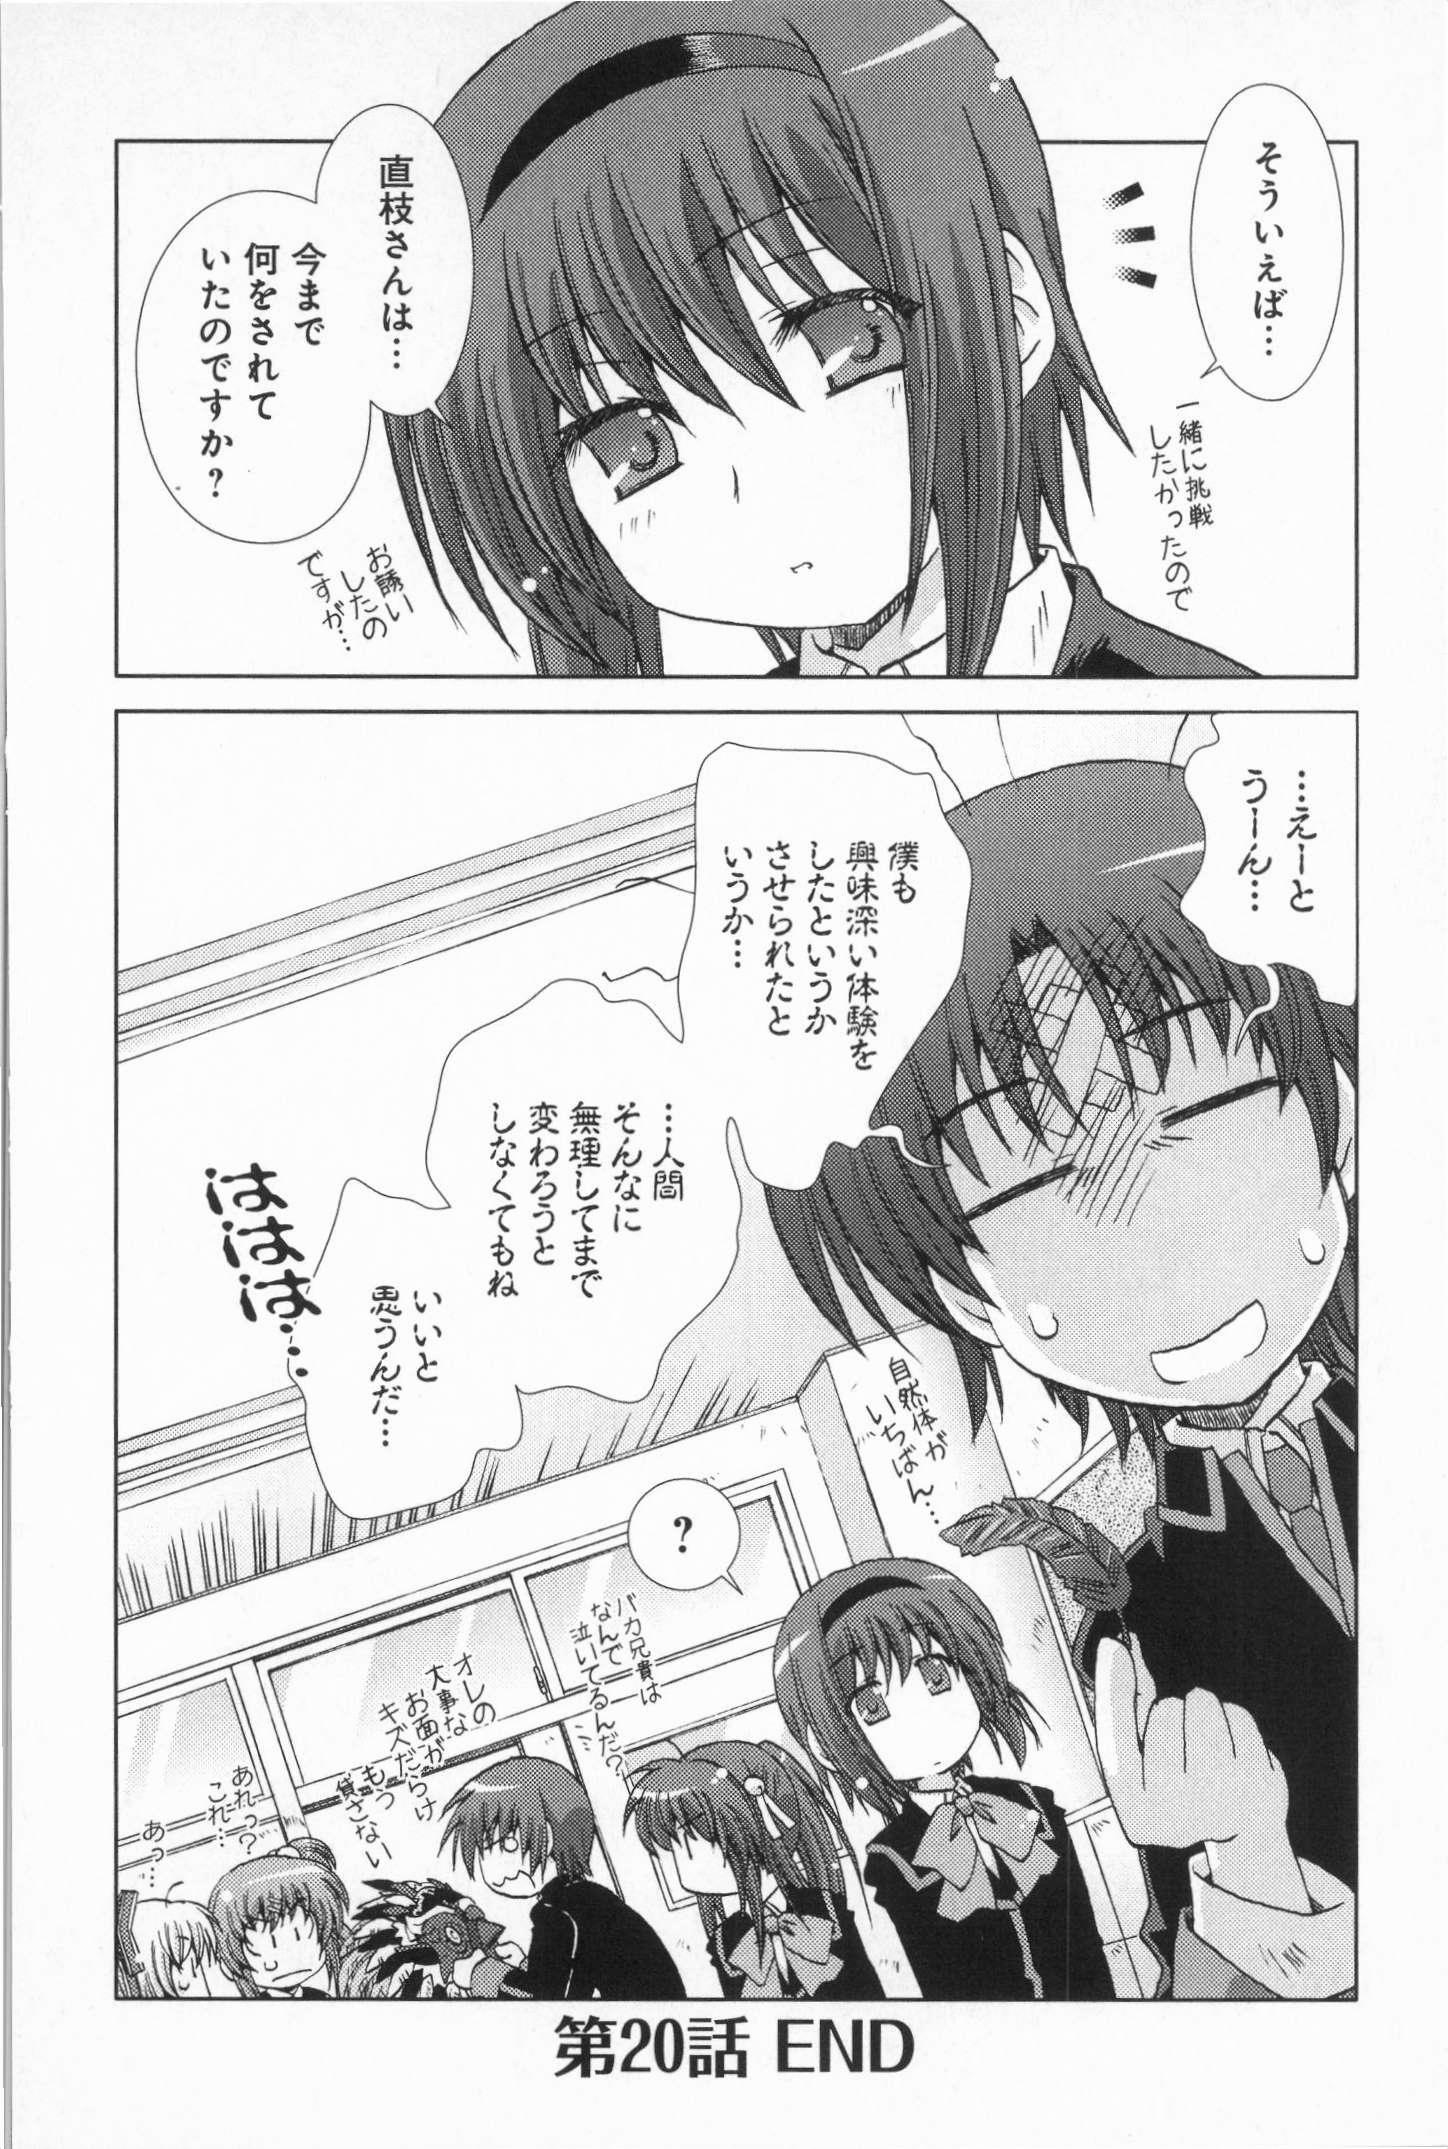 そういえば…
一緒に挑戦
したかったので
直枝さんは…
今まで
何をされて
いたのですか？
お誘い
したの
ですが…
…えーと
うーん…
僕も
興味深い体験を
したというか
させられたと
いうか…
…人間
そんなに
無理してまで
変わろうと
しなくてもね
いいと
思うんだ…
ははは…
自然体が
いちばん…
？
バカ兄貴は
なんで
泣いてるんだ？
オレの
大事な
お面が
キズだらけ
もう
貸さない
あれっ？
これ…
あっ…
第20話 END